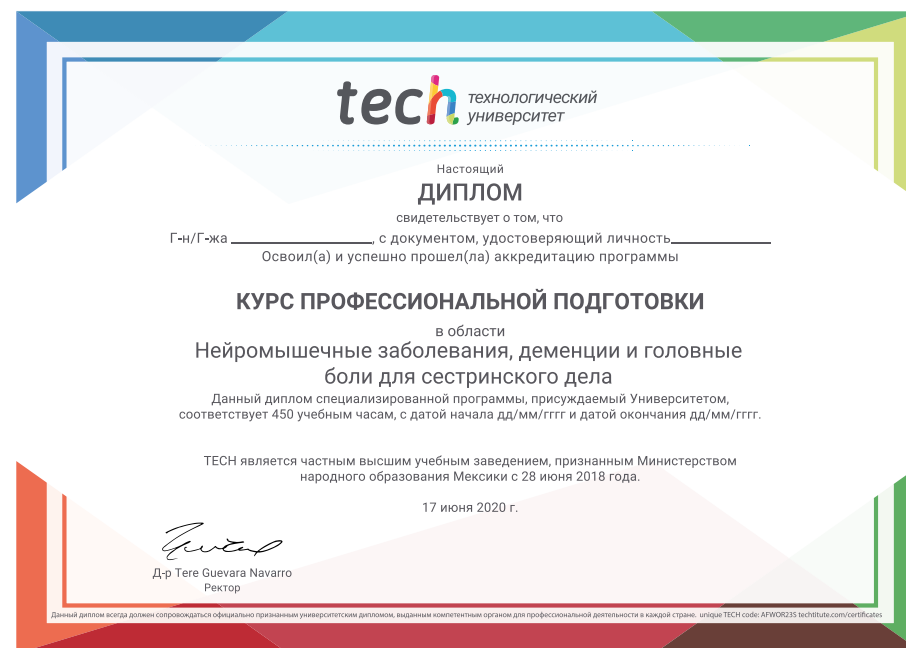 tech технологический
университет
Настоящий
ДИПЛОМ
свидетельствует о том, что
Г-н/Г-жа ________________, с документом, удостоверяющий личность____________
Освоил(а) и успешно прошел(ла) аккредитацию программы
КУРС ПРОФЕССИОНАЛЬНОЙ ПОДГОТОВКИ
в области
Нейромышечные заболевания, деменции и головные
боли для сестринского дела
Данный диплом специализированной программы, присуждаемый Университетом,
соответствует 450 учебным часам, с датой начала дд/мм/гггг и датой окончания дд/мм/гггг.
TECH является частным высшим учебным заведением, признанным Министерством
народного образования Мексики с 28 июня 2018 года.
17 июня 2020 г.
Д-р Tere Guevara Navarro
Ректор
Данный диплом всегда должен сопровождаться официально признанным университетским дипломом, выданным компетентным органом для профессиональной деятельности в каждой стране. unique TECH code: AFWOR23S techtitute.com/certificates